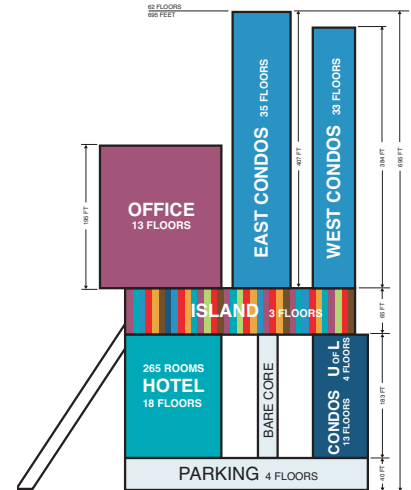 62 FLOORS
695 FEET
EAST CONDOS 35 FLOORS
407 FT
WEST CONDOS 33 FLOORS
384 FT
695 FT
OFFICE
13 FLOORS
195 FT
ISLAND 3 FLOORS
65 FT
265 ROOMS
HOTEL
18 FLOORS
BARE CORE
CONDOS 13 FLOORS
U OF L 4 FLOORS
183 FT
PARKING 4 FLOORS
40 FT